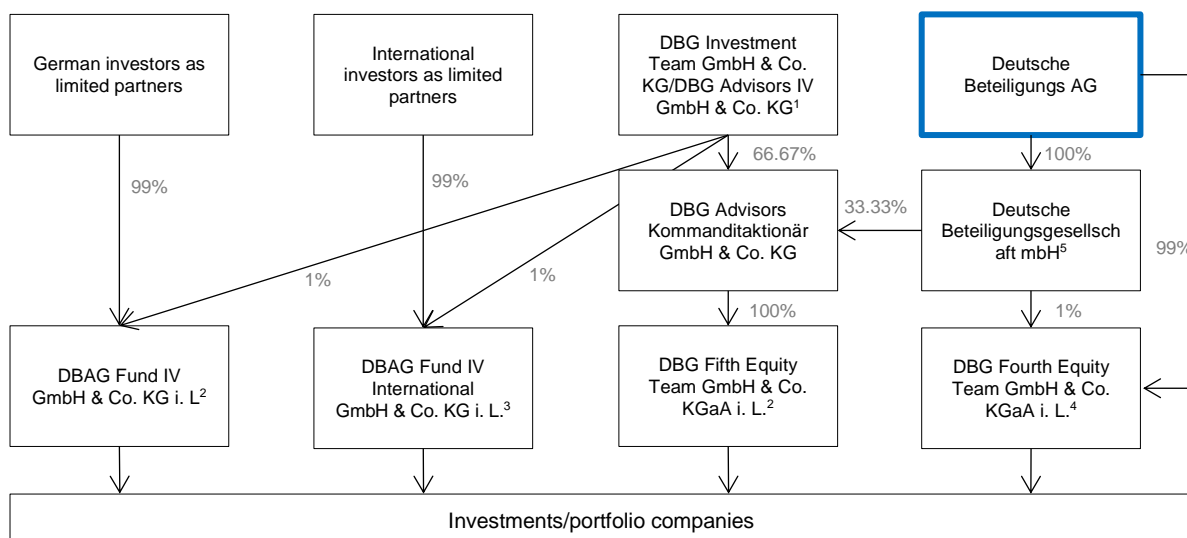 German investors as
limited partners
International
investors as limited
partners
DBG Investment
Team GmbH & Co.
KG/DBG Advisors IV
GmbH & Co. KG¹
Deutsche
Beteiligungs AG
99%
99%
66.67%
100%
DBG Advisors
Kommanditaktionär
GmbH & Co. KG
33.33%
Deutsche
Beteiligungsgesellsch
aft mbH⁵
99%
1%
1%
100%
1%
DBAG Fund IV
GmbH & Co. KG i. L²
DBAG Fund IV
International
GmbH & Co. KG i. L.³
DBG Fifth Equity
Team GmbH & Co.
KGaA i. L.²
DBG Fourth Equity
Team GmbH & Co.
KGaA i. L.⁴
Investments/portfolio companies